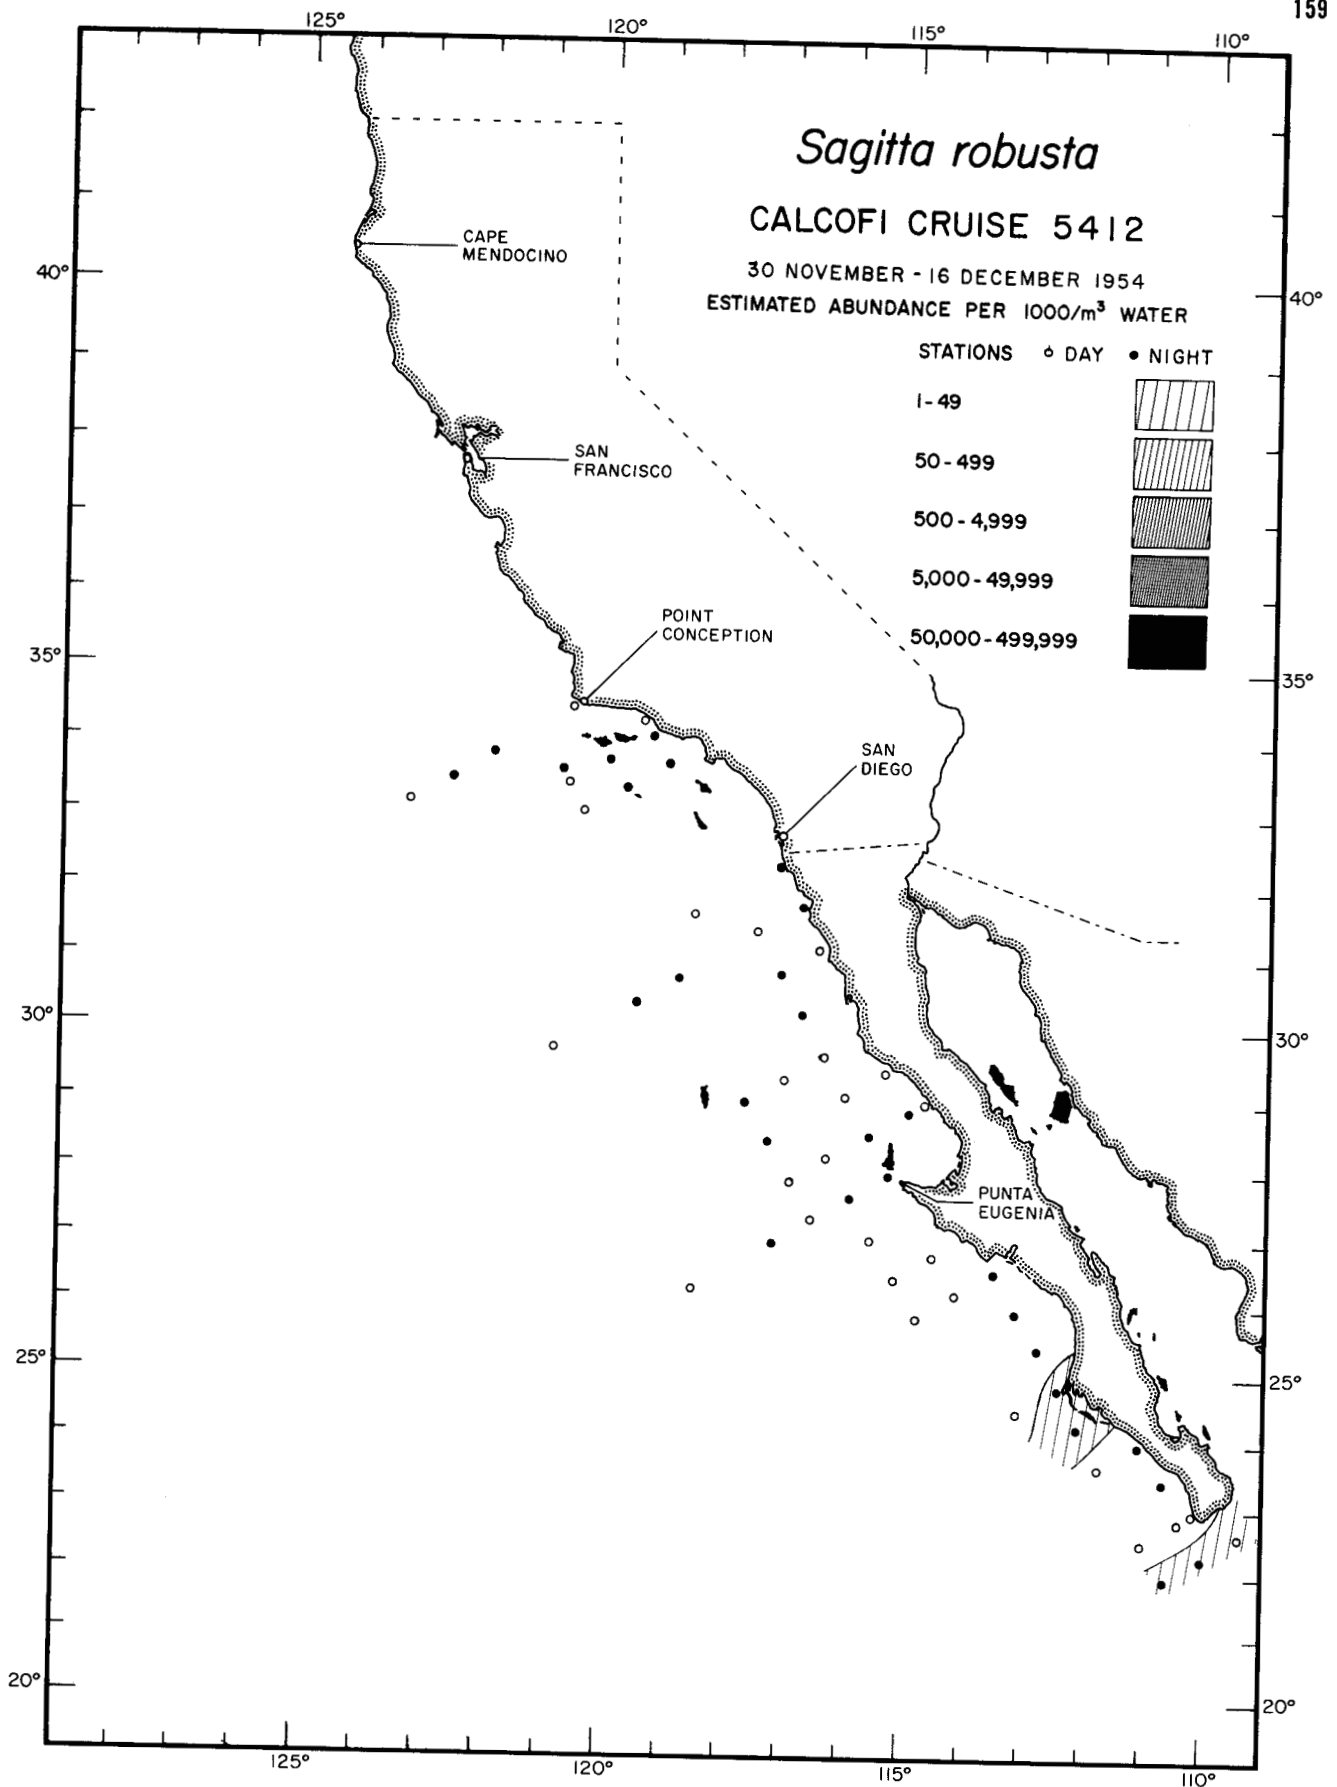 159
125°
120°
115°
110°
Sagitta robusta
CALCOFI CRUISE 5412
30 NOVEMBER - 16 DECEMBER 1954
ESTIMATED ABUNDANCE PER 1000/m³ WATER
STATIONS DAY NIGHT
1-49
50-499
500-4,999
5,000-49,999
50,000-499,999
CAPE
MENDOCINO
40°
40°
SAN
FRANCISCO
POINT
CONCEPTION
35°
35°
SAN
DIEGO
30°
30°
PUNTA
EUGENIA
25°
25°
20°
20°
125°
120°
115°
110°